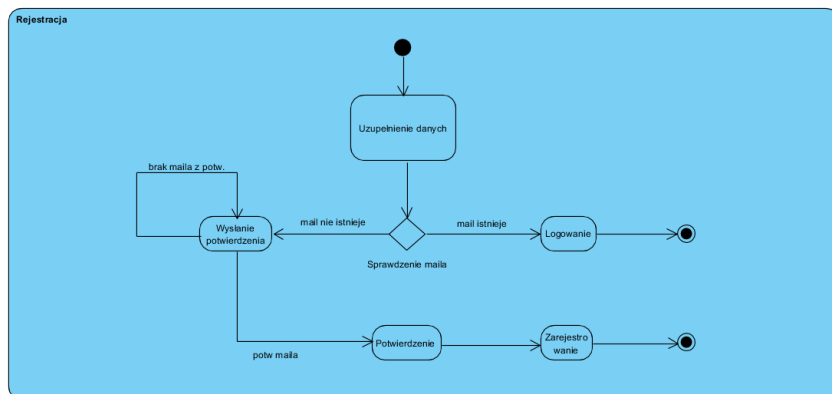 Rejestracja
Uzupełnienie danych
brak maila z potw.
mail nie istnieje
mail istnieje
Wysłanie
potwierdzenia
Logowanie
Sprawdzenie maila
potw maila
Potwierdzenie
Zarejestro
wanie